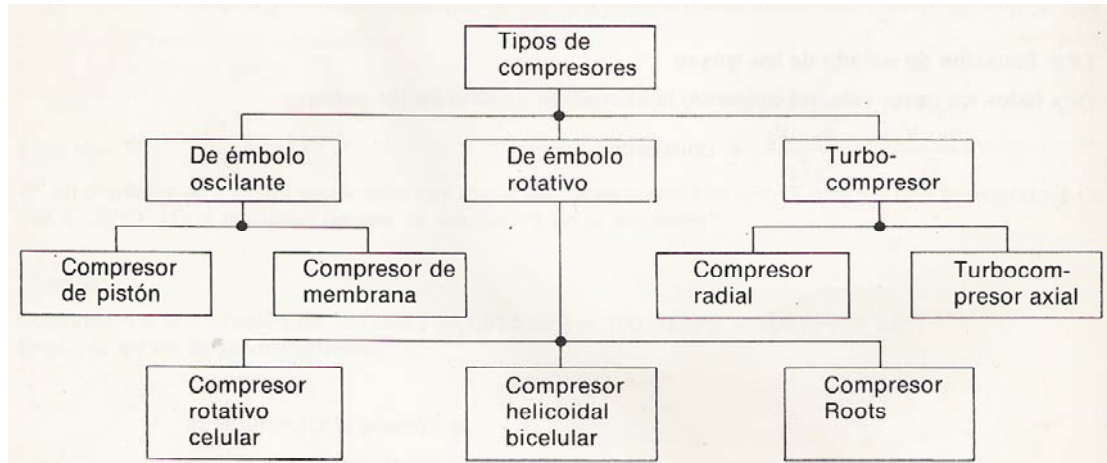 Tipos de
compresores
De émbolo
oscilante
De émbolo
rotativo
Turbo-
compresor
Compresor
de pistón
Compresor de
membrana
Compresor
radial
Turbocom-
presor axial
Compresor
rotativo
celular
Compresor
helicoidal
bicelular
Compresor
Roots